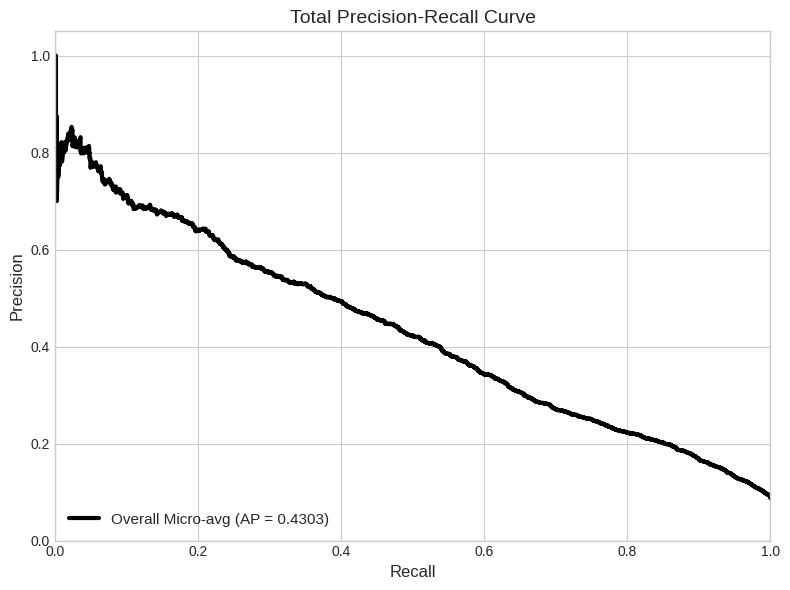 Total Precision-Recall Curve
1.0
0.8
0.6
0.4
0.2
0.0
Precision
Overall Micro-avg (AP = 0.4303)
0.0 0.2 0.4 0.6 0.8 1.0
Recall